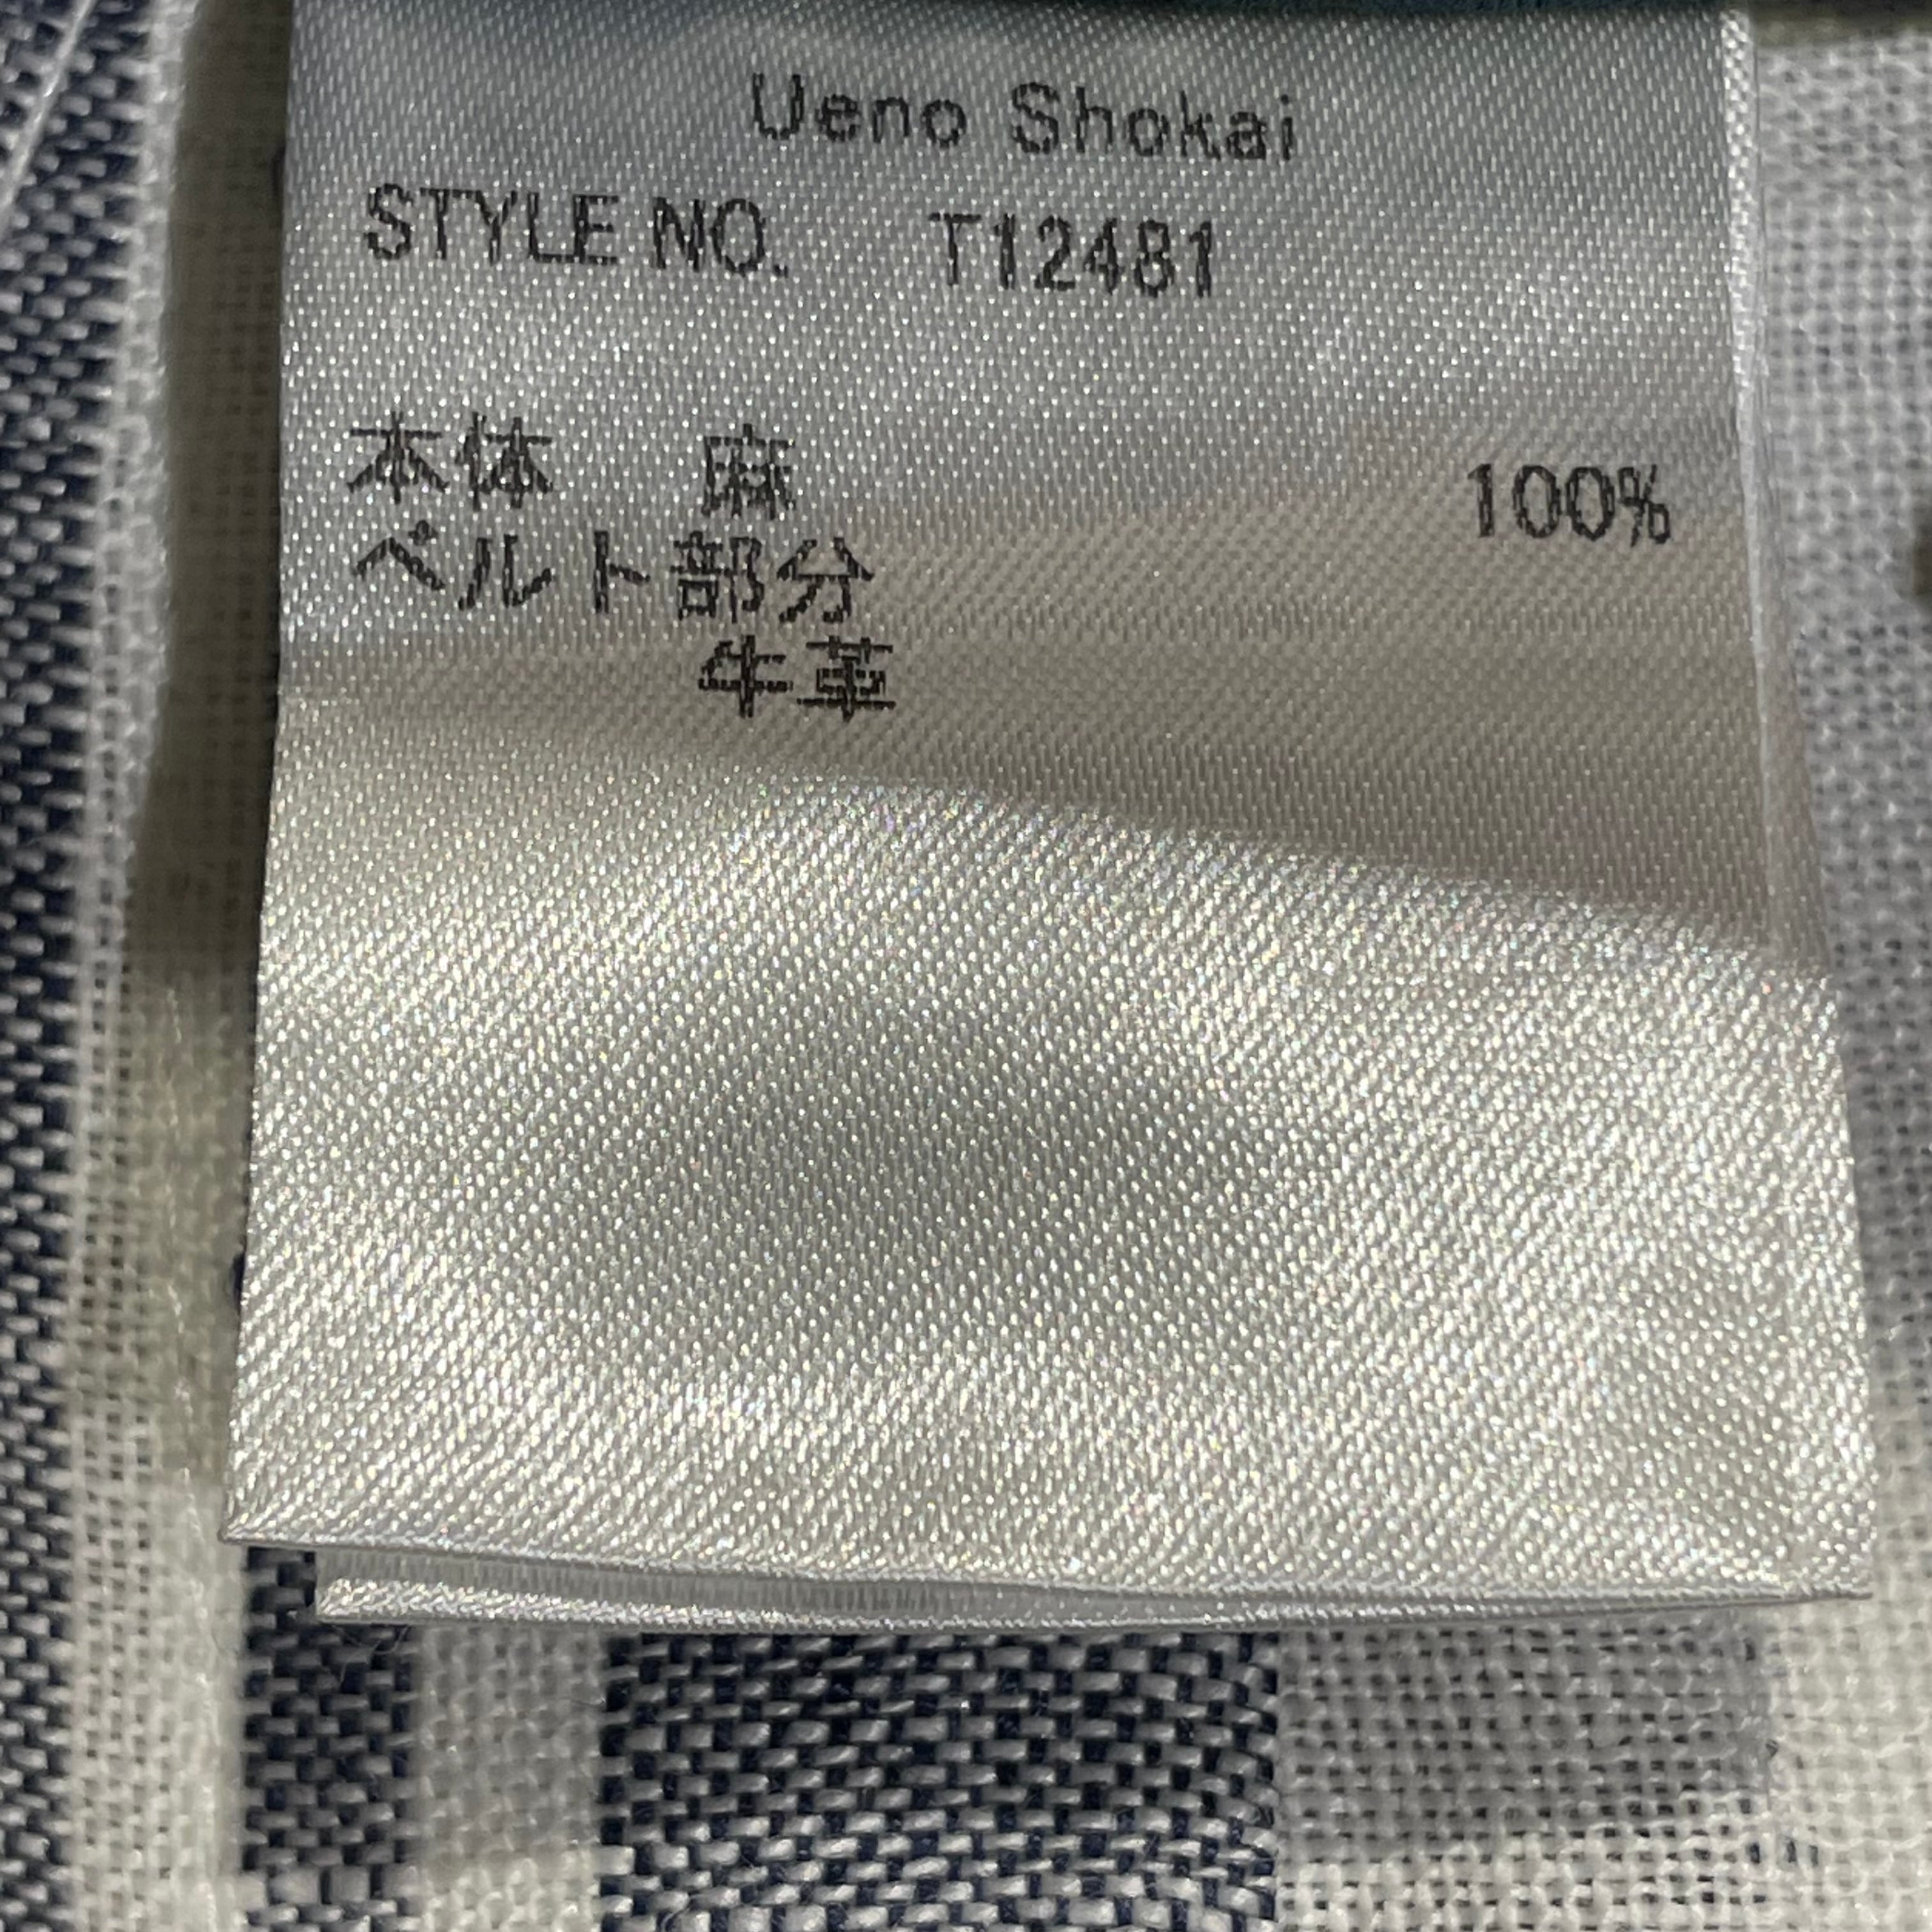 Ueno Shokai
STYLE NO. T12481
本体 麻 100%
ベルト部分
牛革